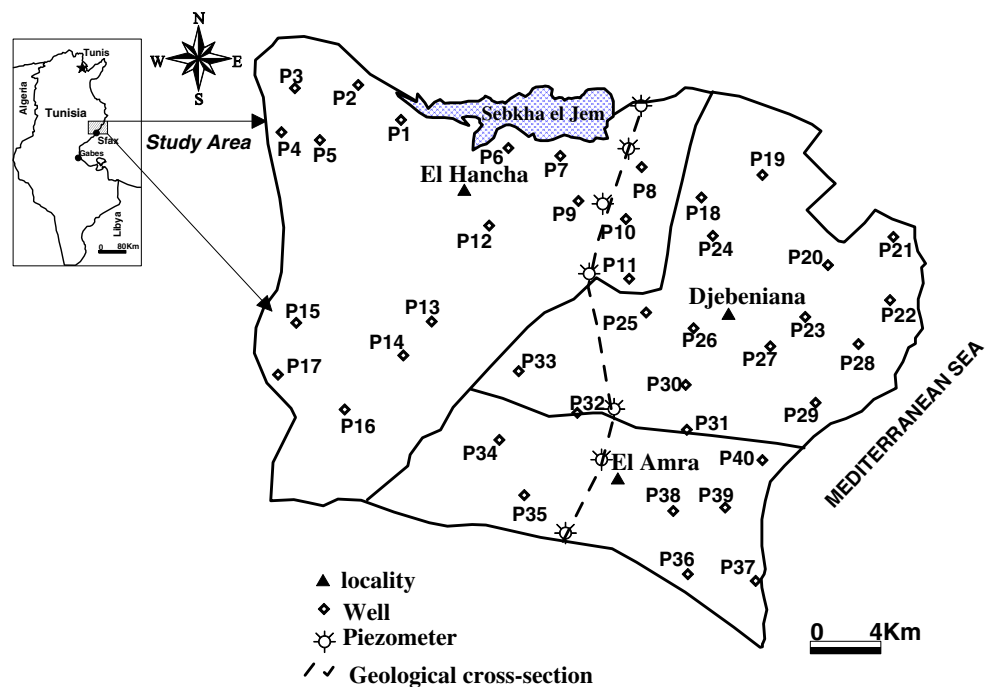 N
W E
S
Tunis
Algeria
Tunisia
Sfax
Gabes
Libya
0 80Km
Study Area
P3
P2
P1
P4
P5
Sebkha el Jem
P6
P7
P8
El Hancha
P9
P10
P12
P11
P19
P18
P24
P20
P21
P22
Djebeniana
P25
P26
P23
P27
P28
P15
P13
P14
P17
P16
P33
P30
P32
P31
P29
P34
El Amra
P40
P35
P38
P39
P36
P37
MEDITERRANEAN SEA
locality
Well
Piezometer
Geological cross-section
0 4Km